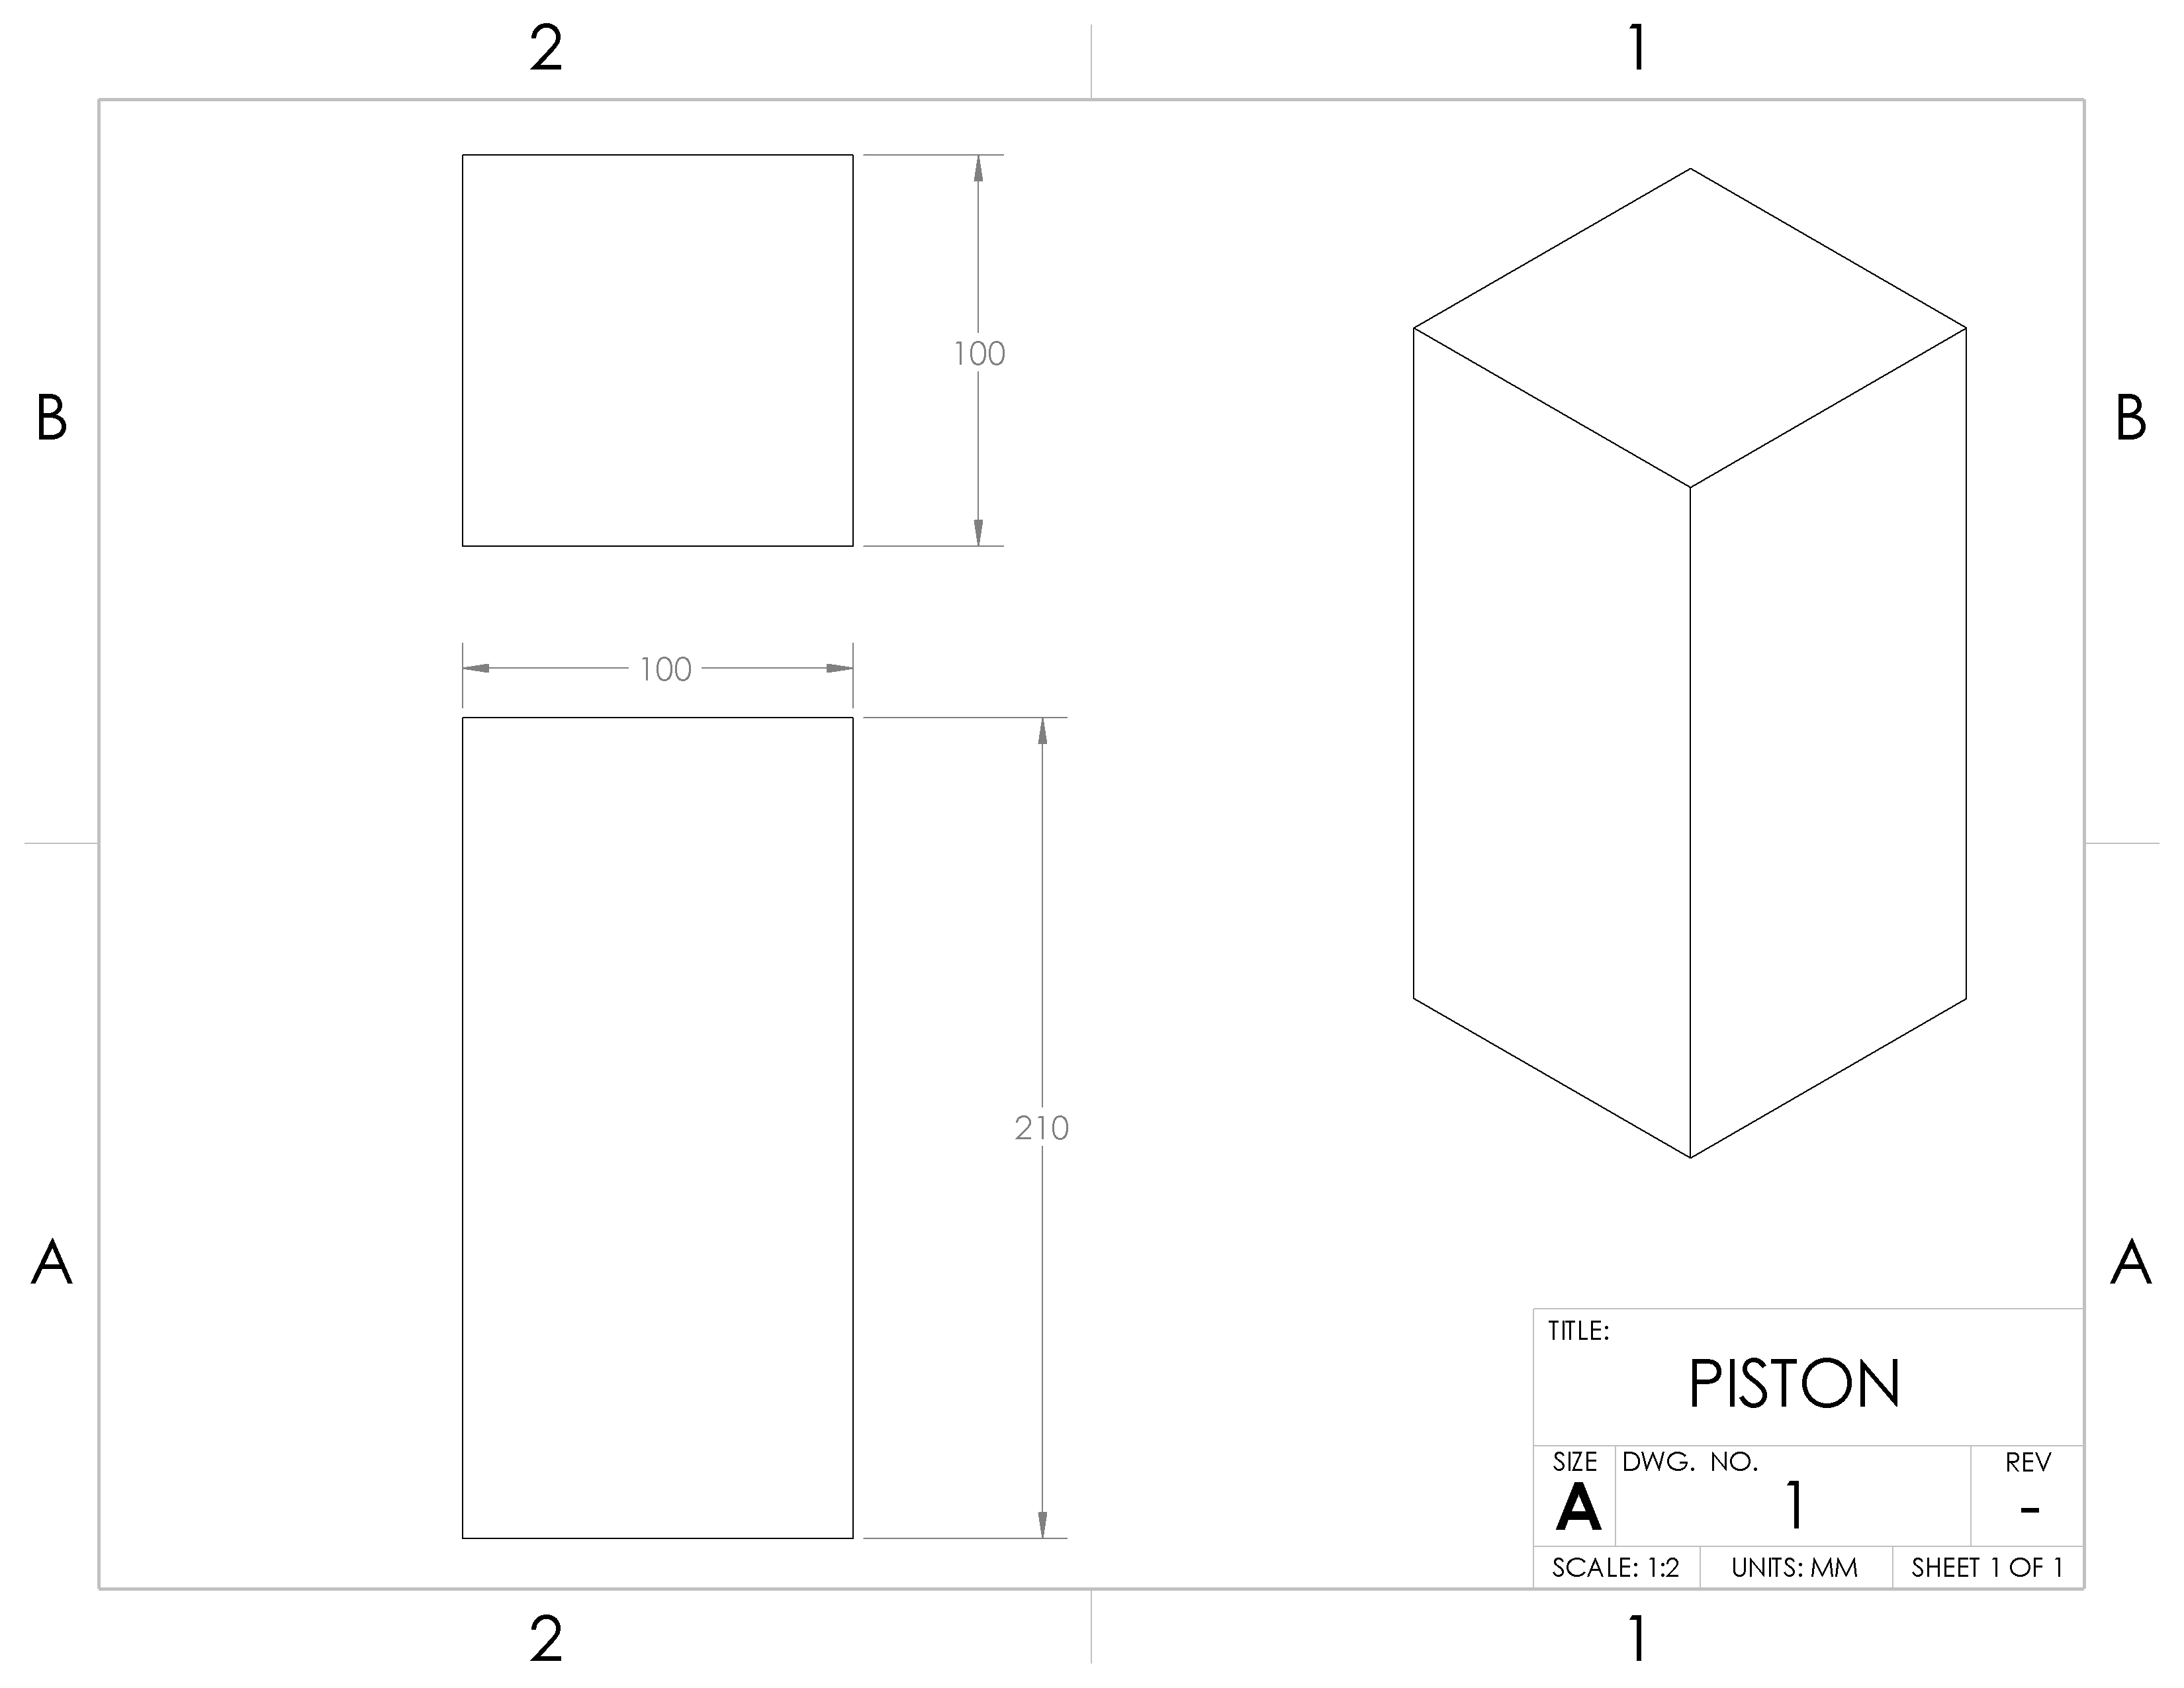 2 1
B B
100
100
210
A A
TITLE:
PISTON
SIZE DWG. NO. REV
A 1 -
SCALE: 1:2 UNITS: MM SHEET 1 OF 1
2 1